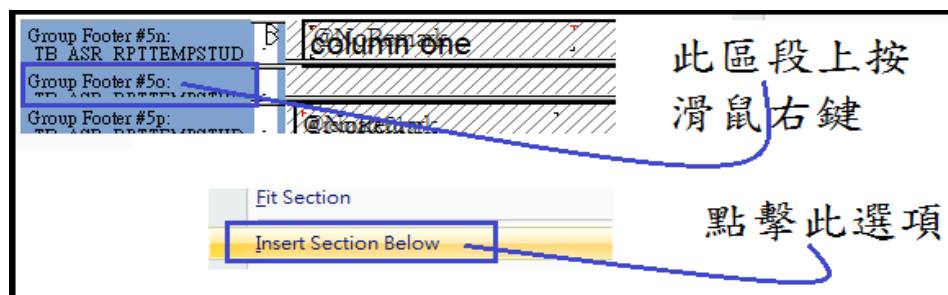 Group Footer #5n:
TB_ASR_RPTTEMPSTUD
column one
此區段上按
滑鼠右鍵
Group Footer #5o:
Group Footer #5p:
Fit Section
Insert Section Below
點擊此選項